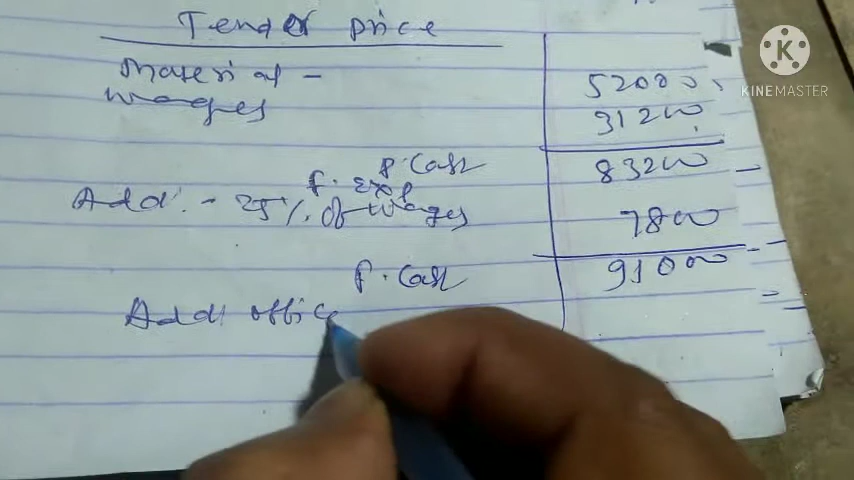 Tender price
Material - 52000
wages 31200
P. Cost 83200
F. Exp
Add:- 25% of wages 7800
F. Cost 91000
Add: office
K
KINEMASTER